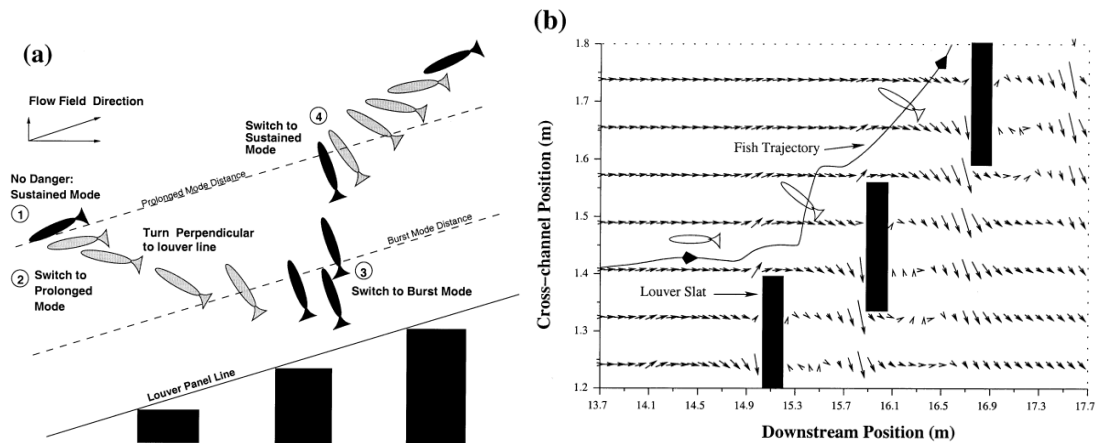 (a)
Flow Field Direction
No Danger:
Sustained Mode
1
2
Switch to
Prolonged
Mode
Turn Perpendicular
to louver line
Prolonged Mode Distance
Switch to
Sustained
Mode
4
Burst Mode Distance
3
Switch to Burst Mode
Louver Panel Line
(b)
Cross-channel Position (m)
1.8
1.7
1.6
1.5
1.4
1.3
1.2
Fish Trajectory
Louver Slat
13.7 14.1 14.5 14.9 15.3 15.7 16.1 16.5 16.9 17.3 17.7
Downstream Position (m)